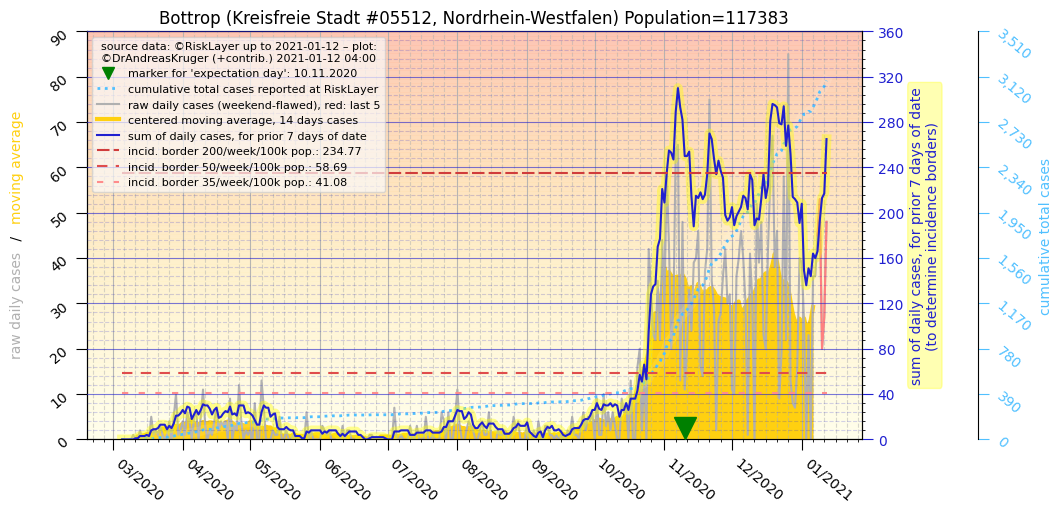 Bottrop (Kreisfreie Stadt #05512, Nordrhein-Westfalen) Population=117383
source data: ©RiskLayer up to 2021-01-12 – plot:
©DrAndreasKruger (+contrib.) 2021-01-12 04:00
marker for 'expectation day': 10.11.2020
cumulative total cases reported at RiskLayer
raw daily cases (weekend-flawed), red: last 5
centered moving average, 14 days cases
sum of daily cases, for prior 7 days of date
incid. border 200/week/100k pop.: 234.77
incid. border 50/week/100k pop.: 58.69
incid. border 35/week/100k pop.: 41.08
raw daily cases / moving average
90
80
70
60
50
40
30
20
10
0
03/2020
04/2020
05/2020
06/2020
07/2020
08/2020
09/2020
10/2020
11/2020
12/2020
01/2021
360
320
280
240
200
160
120
80
40
0
sum of daily cases, for prior 7 days of date
(to determine incidence borders)
3,510
3,120
2,730
2,340
1,950
1,560
1,170
780
390
0
cumulative total cases